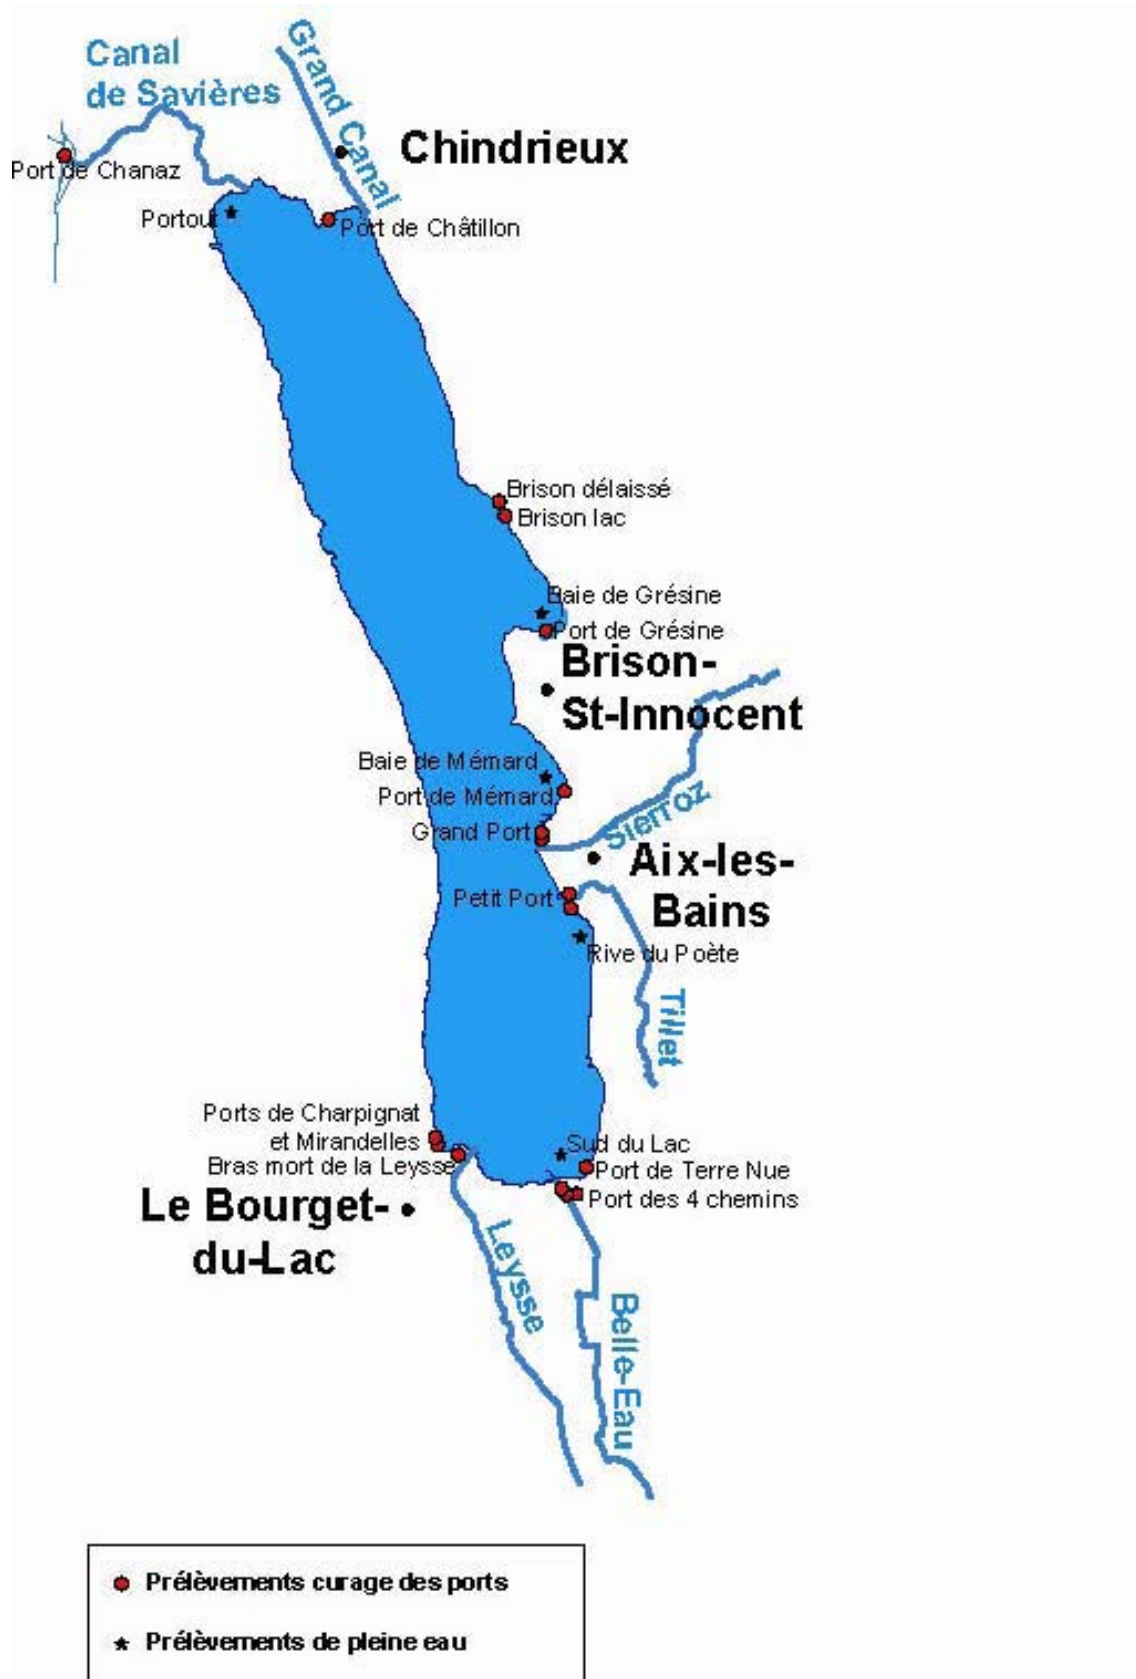 Canal
de Savières
Grand Canal
Chindrieux
Port de Chanaz
Portout
Port de Châtillon
Brison délaissé
Brison lac
Baie de Grésine
Port de Grésine
Brison-
St-Innocent
Baie de Mémard
Port de Mémard
Grand Port
Sierroz
Aix-les-
Bains
Petit Port
Rive du Poète
Tillet
Ports de Charpignat
et Mirandelles
Sud du Lac
Bras mort de la Leysse
Port de Terre Nue
Port des 4 chemins
Le Bourget-
du-Lac
Leysse
Belle-Eau
Prélèvements curage des ports
Prélèvements de pleine eau